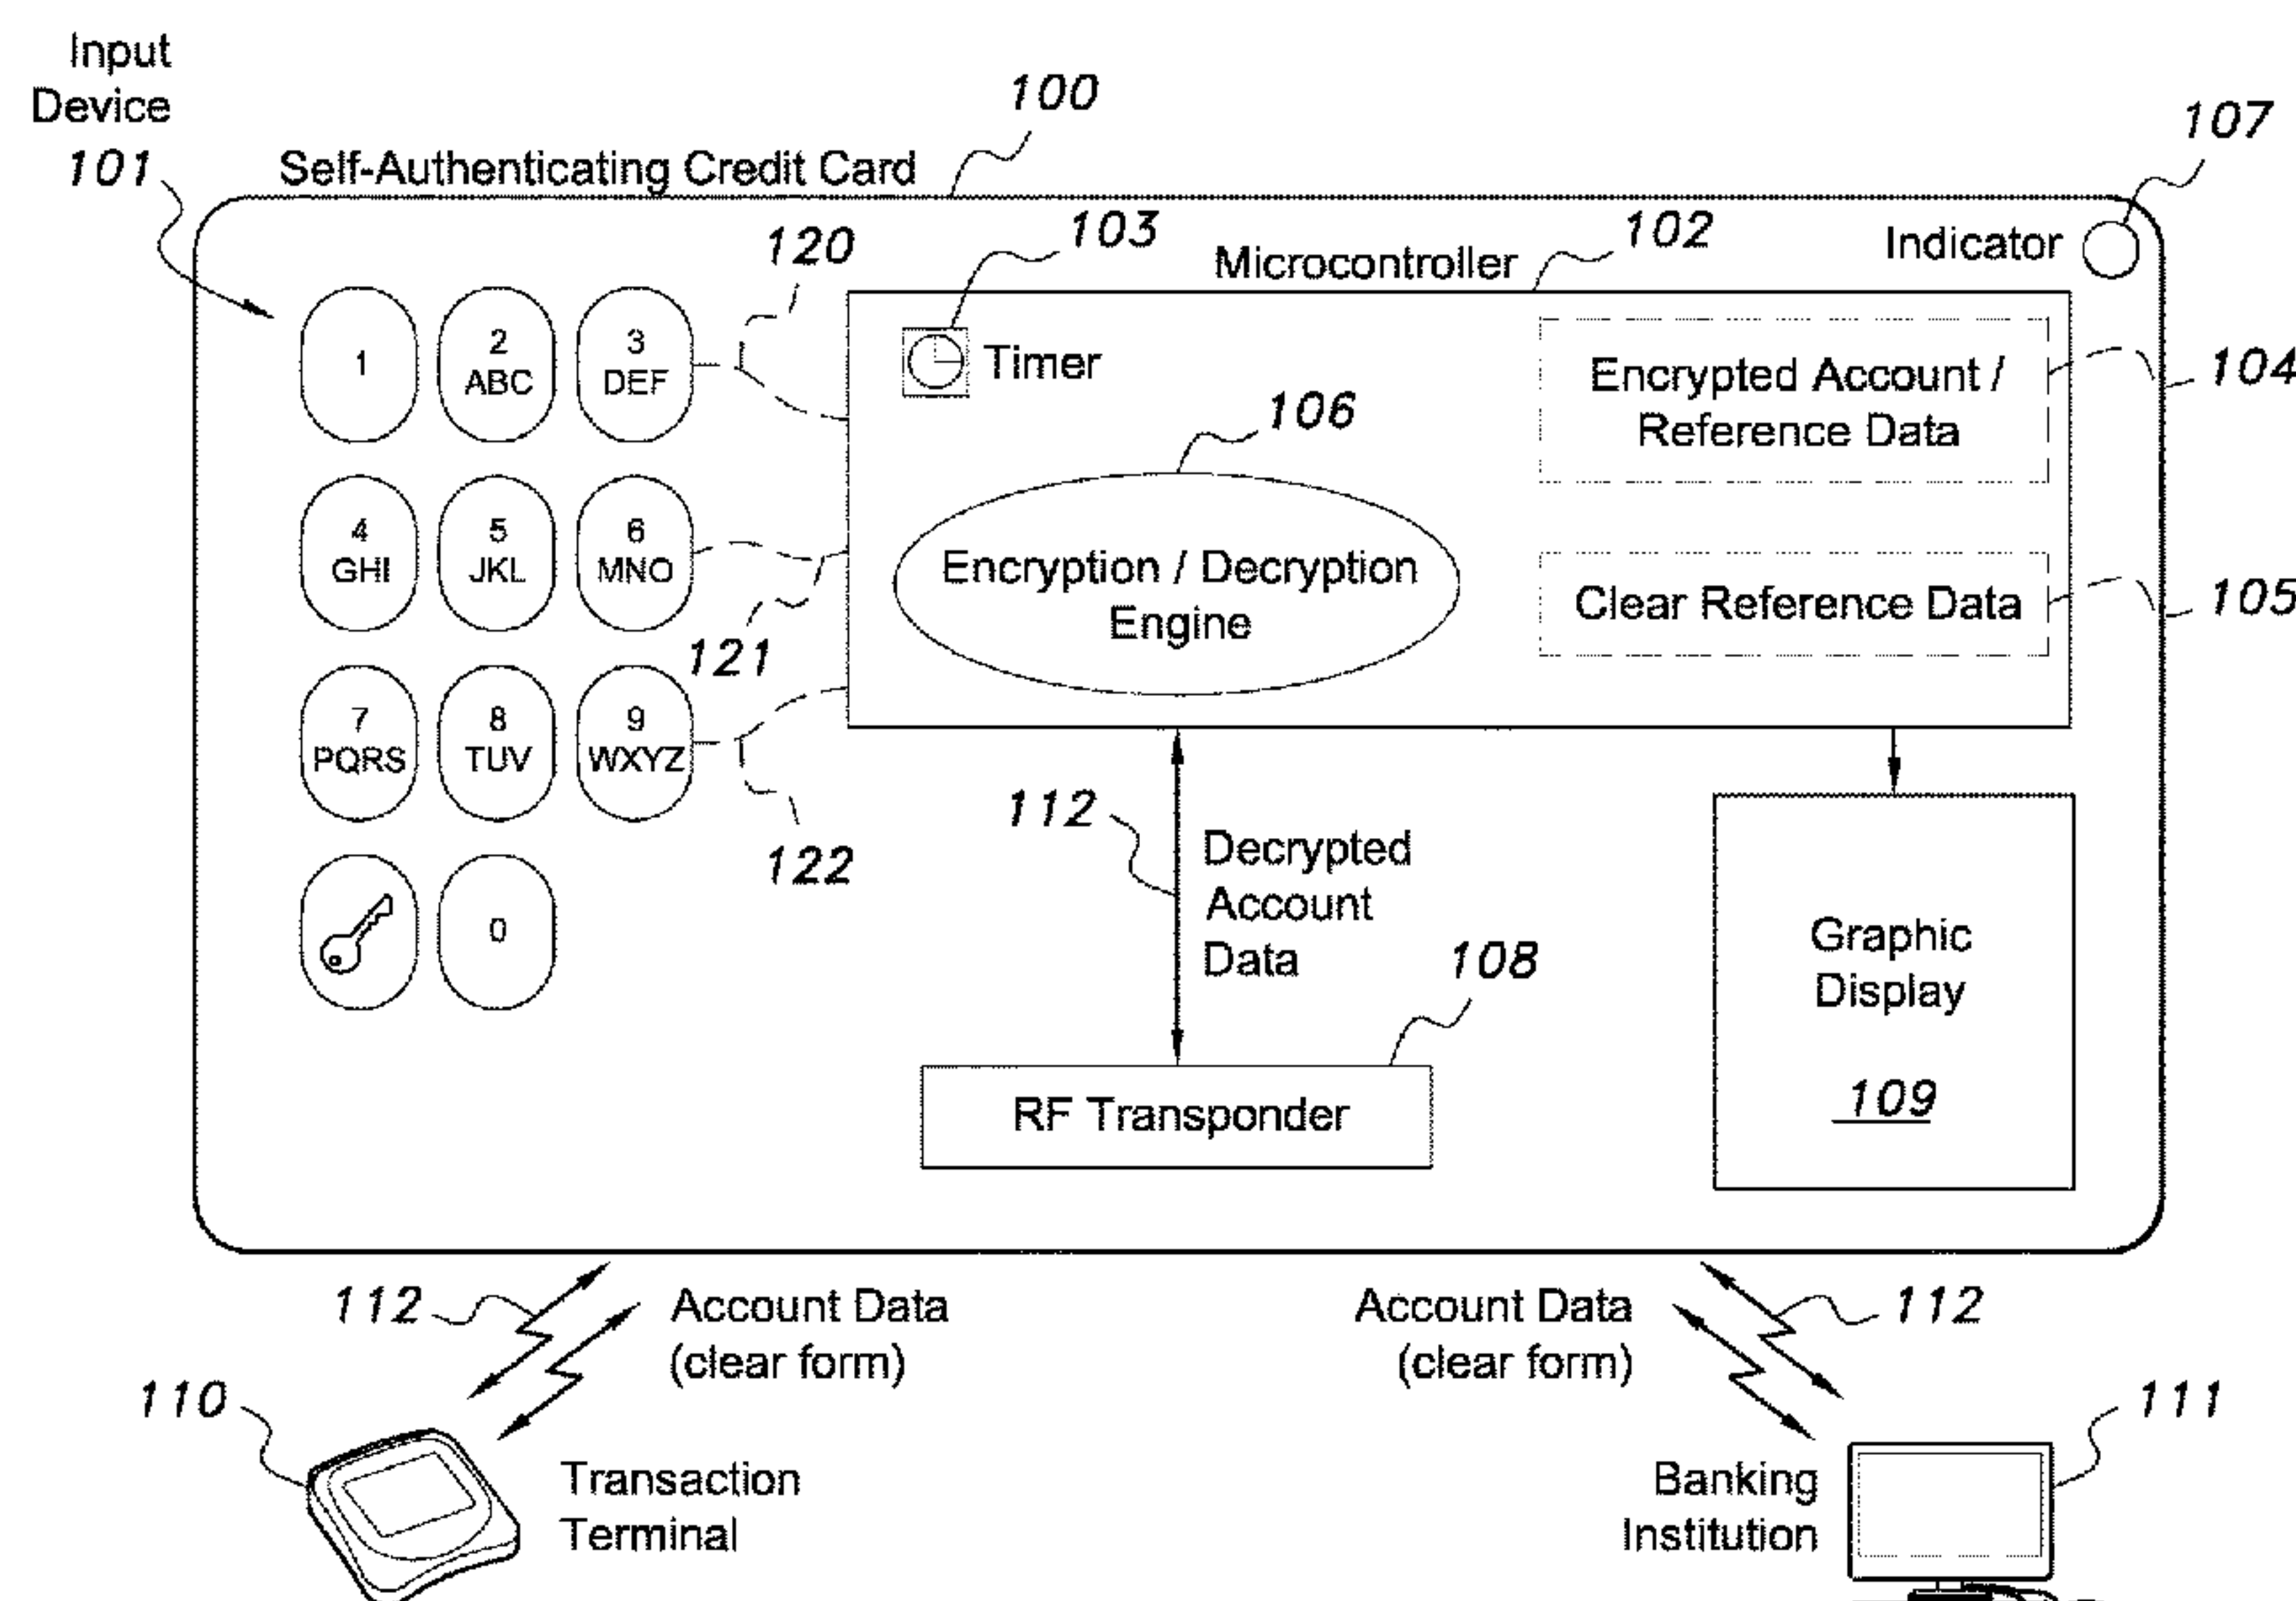 Input
Device
101
100
Self-Authenticating Credit Card
107
120
103
Microcontroller
102
Indicator
1
2
ABC
3
DEF
Timer
Encrypted Account /
Reference Data
104
106
4
GHI
5
JKL
6
MNO
121
Encryption / Decryption
Engine
Clear Reference Data
105
7
PQRS
8
TUV
9
WXYZ
122
112
Decrypted
Account
Data
0
108
RF Transponder
Graphic
Display
109
112
Account Data
(clear form)
Account Data
(clear form)
112
110
Transaction
Terminal
Banking
Institution
111